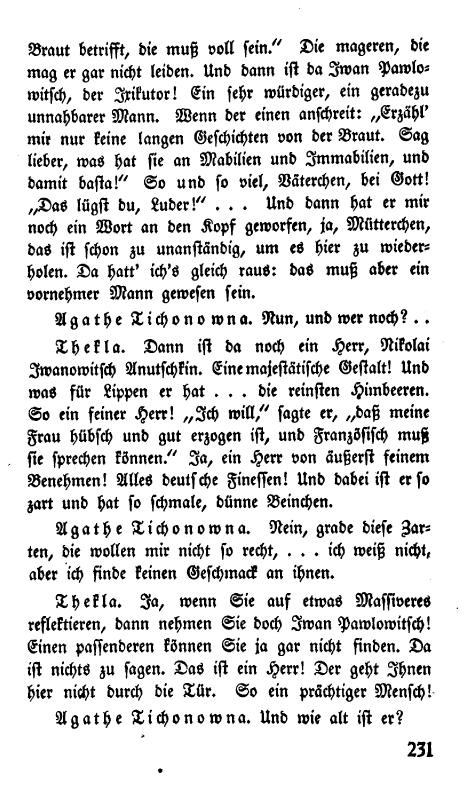 Braut betrifft, die muß voll sein.“ Die mageren, die
mag er gar nicht leiden. Und dann ist da Iwan Pawlo-
witsch, der Irikutor! Ein sehr würdiger, ein geradezu
unnahbarer Mann. Wenn der einen anschreit: „Erzähl’
mir nur keine langen Geschichten von der Braut. Sag
lieber, was hat sie an Mabilien und Immabilien, und
damit basta!“ So und so viel, Väterchen, bei Gott!
„Das lügst du, Luder!“ . . . Und dann hat er mir
noch ein Wort an den Kopf geworfen, ja, Mütterchen,
das ist schon zu unanständig, um es hier zu wieder-
holen. Da hatt’ ich’s gleich raus: das muß aber ein
vornehmer Mann gewesen sein.
Agathe Tichonowna. Nun, und wer noch? . .
Thekla. Dann ist da noch ein Herr, Nikolai
Iwanowitsch Anutschkin. Eine majestätische Gestalt! Und
was für Lippen er hat . . . die reinsten Himbeeren.
So ein feiner Herr! „Ich will,“ sagte er, „daß meine
Frau hübsch und gut erzogen ist, und Französisch muß
sie sprechen können.“ Ja, ein Herr von äußerst feinem
Benehmen! Alles deutsche Finessen! Und dabei ist er so
zart und hat so schmale, dünne Beinchen.
Agathe Tichonowna. Nein, grade diese Zar-
ten, die wollen mir nicht so recht, . . . ich weiß nicht,
aber ich finde keinen Geschmack an ihnen.
Thekla. Ja, wenn Sie auf etwas Massiveres
reflektieren, dann nehmen Sie doch Iwan Pawlowitsch!
Einen passenderen können Sie ja gar nicht finden. Da
ist nichts zu sagen. Das ist ein Herr! Der geht Ihnen
hier nicht durch die Tür. So ein prächtiger Mensch!
Agathe Tichonowna. Und wie alt ist er?
231